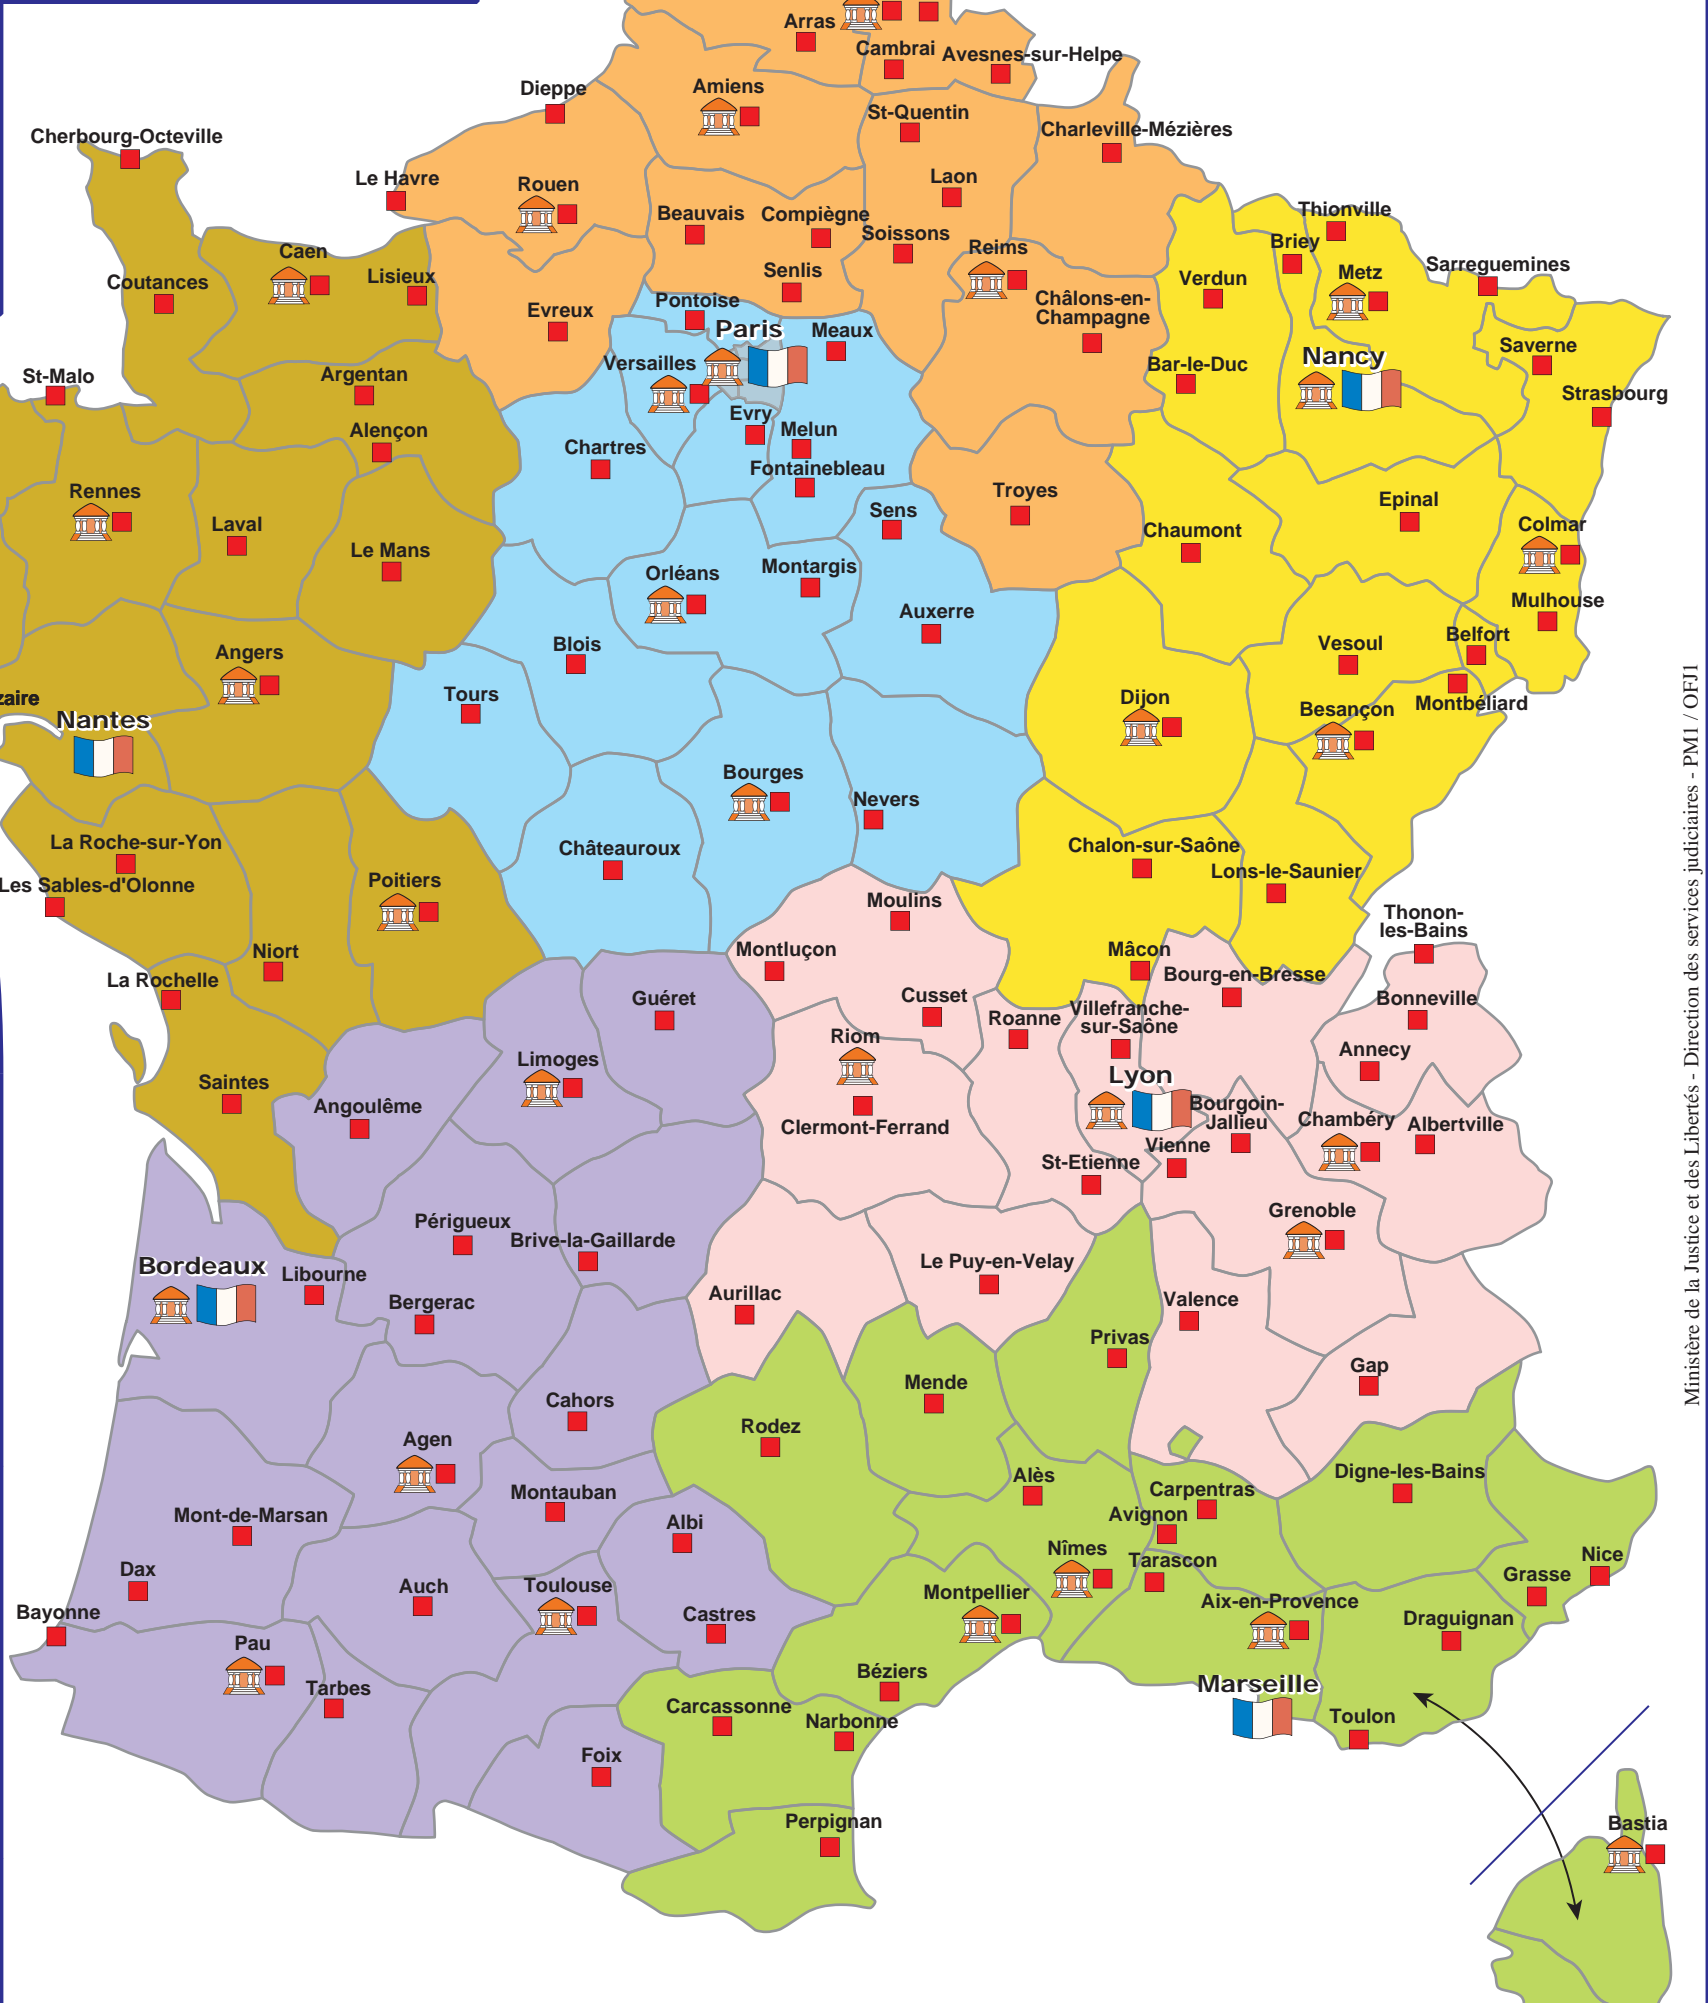 Arras
Cambrai
Avesnes-sur-Helpe
Dieppe
Amiens
St-Quentin
Charleville-Mézières
Cherbourg-Octeville
Le Havre
Rouen
Laon
Beauvais
Compiègne
Soissons
Reims
Thionville
Briey
Caen
Coutances
Lisieux
Senlis
Verdun
Metz
Sarreguemines
Evreux
Pontoise
Châlons-en-
Champagne
Paris
Meaux
Versailles
Bar-le-Duc
Nancy
Saverne
Strasbourg
St-Malo
Argentan
Alençon
Evry
Melun
Chartres
Fontainebleau
Rennes
Laval
Le Mans
Sens
Troyes
Chaumont
Epinal
Colmar
Orléans
Montargis
Auxerre
Mulhouse
Belfort
Vesoul
Angers
Blois
Tours
Dijon
Besançon
Montbéliard
zaire
Nantes
Bourges
Nevers
La Roche-sur-Yon
Les Sables-d'Olonne
Poitiers
Châteauroux
Chalon-sur-Saône
Lons-le-Saunier
Moulins
Thonon-
les-Bains
Niort
La Rochelle
Montluçon
Mâcon
Bourg-en-Bresse
Guéret
Cusset
Roanne
Villefranche-
sur-Saône
Bonneville
Annecy
Limoges
Riom
Clermont-Ferrand
Lyon
Bourgoin-
Jallieu
Saintes
Angoulême
Chambéry
Albertville
Vienne
St-Etienne
Périgueux
Brive-la-Gaillarde
Grenoble
Bordeaux
Libourne
Bergerac
Aurillac
Le Puy-en-Velay
Valence
Privas
Gap
Cahors
Mende
Rodez
Agen
Alès
Digne-les-Bains
Carpentras
Avignon
Mont-de-Marsan
Montauban
Albi
Dax
Auch
Toulouse
Nîmes
Tarascon
Nice
Grasse
Bayonne
Castres
Montpellier
Aix-en-Provence
Draguignan
Pau
Tarbes
Béziers
Marseille
Carcassonne
Narbonne
Toulon
Foix
Perpignan
Bastia
Ministère de la Justice et des Libertés - Direction des services judiciaires - PM1 / OFJ1